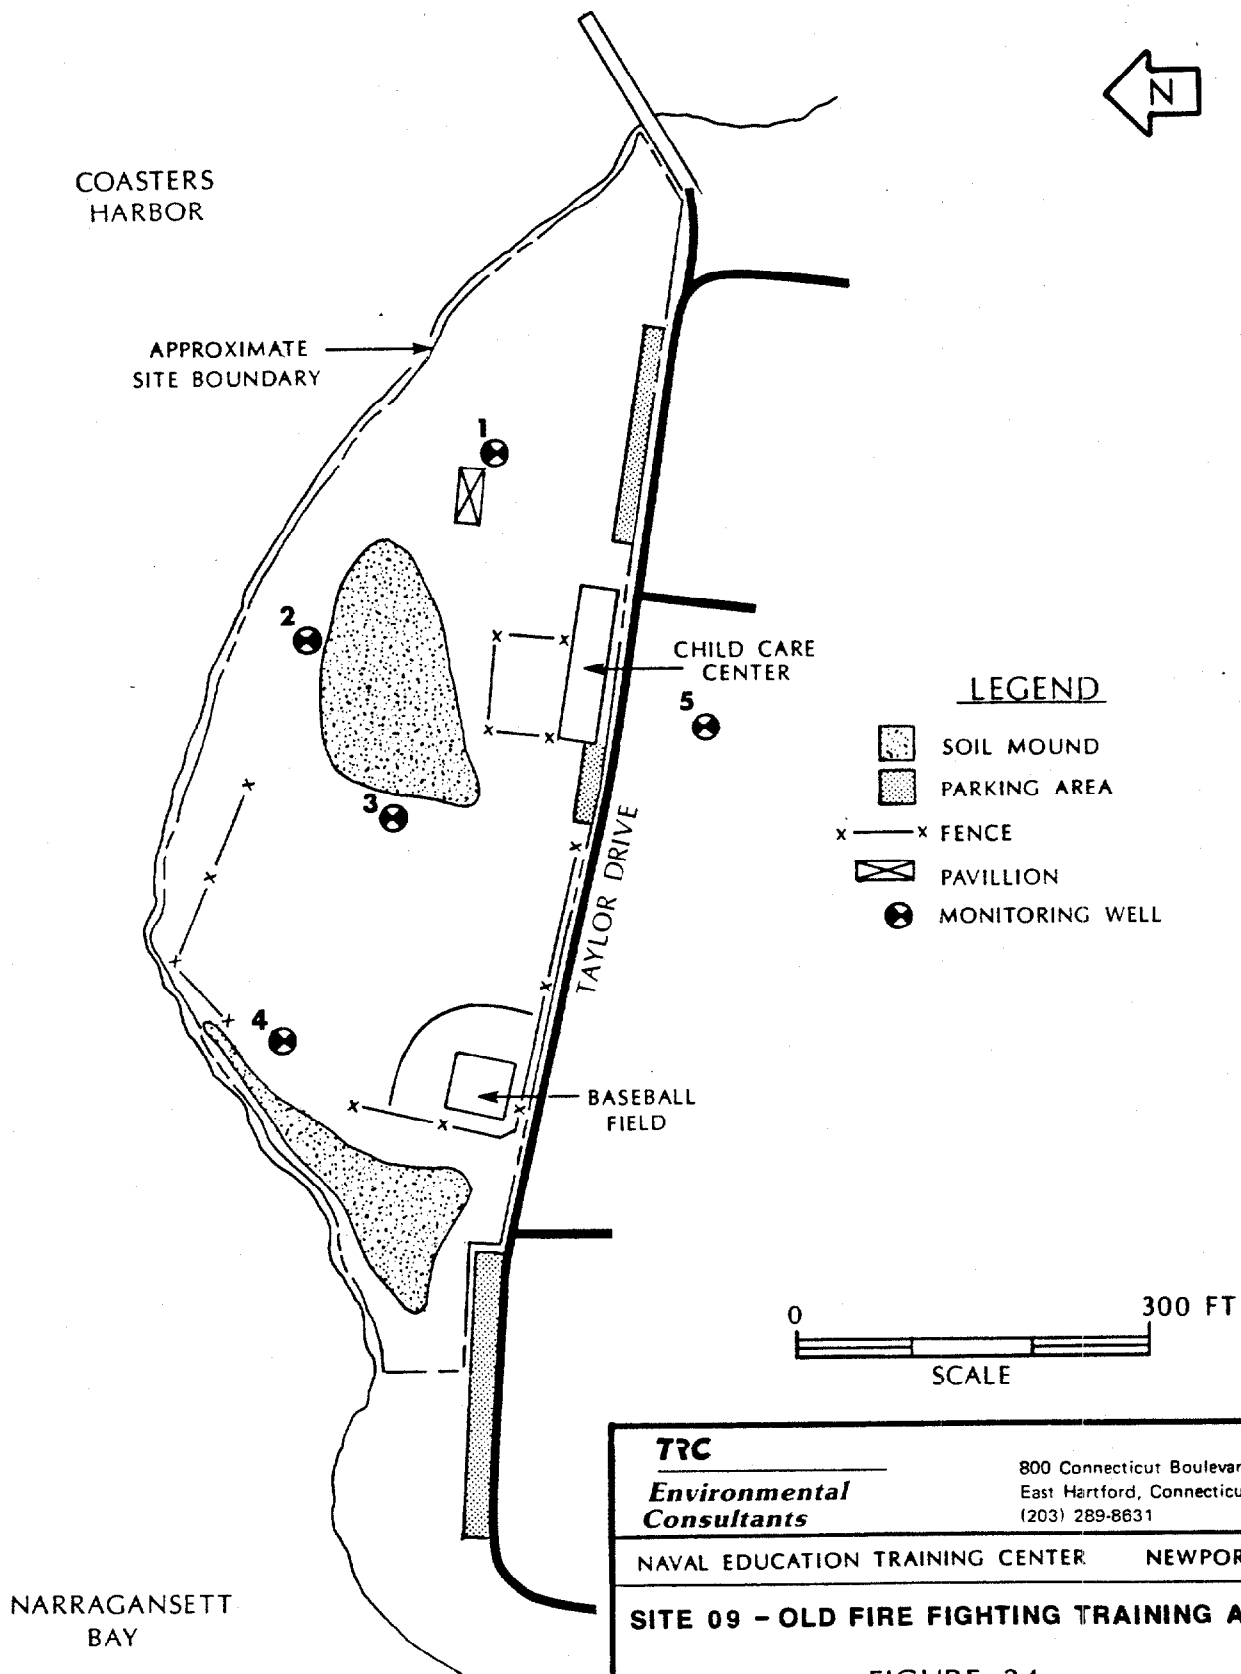 N
COASTERS
HARBOR
APPROXIMATE
SITE BOUNDARY
1
2
CHILD CARE
CENTER
5
LEGEND
SOIL MOUND
PARKING AREA
x x FENCE
PAVILLION
MONITORING WELL
3
TAYLOR DRIVE
4
BASEBALL
FIELD
0 300 FT
SCALE
TRC
Environmental
Consultants
800 Connecticut Boulevar
East Hartford, Connecticu
(203) 289-8631
NAVAL EDUCATION TRAINING CENTER NEWPOR
SITE 09 - OLD FIRE FIGHTING TRAINING A
NARRAGANSETT
BAY